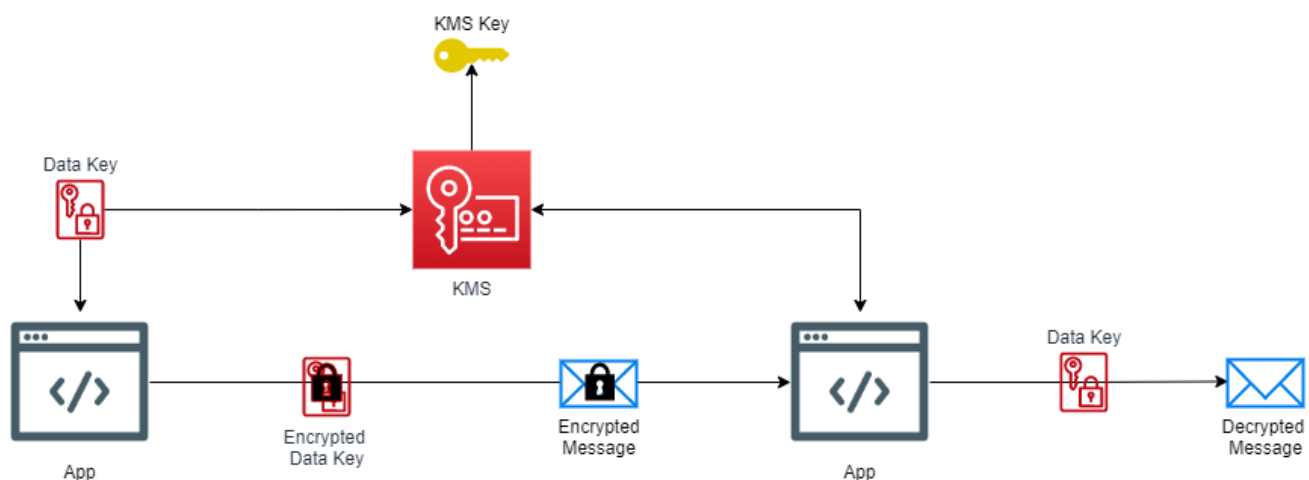 KMS Key
Data Key
KMS
Data Key
</>
</>
Encrypted
Data Key
Encrypted
Message
Decrypted
Message
App
App